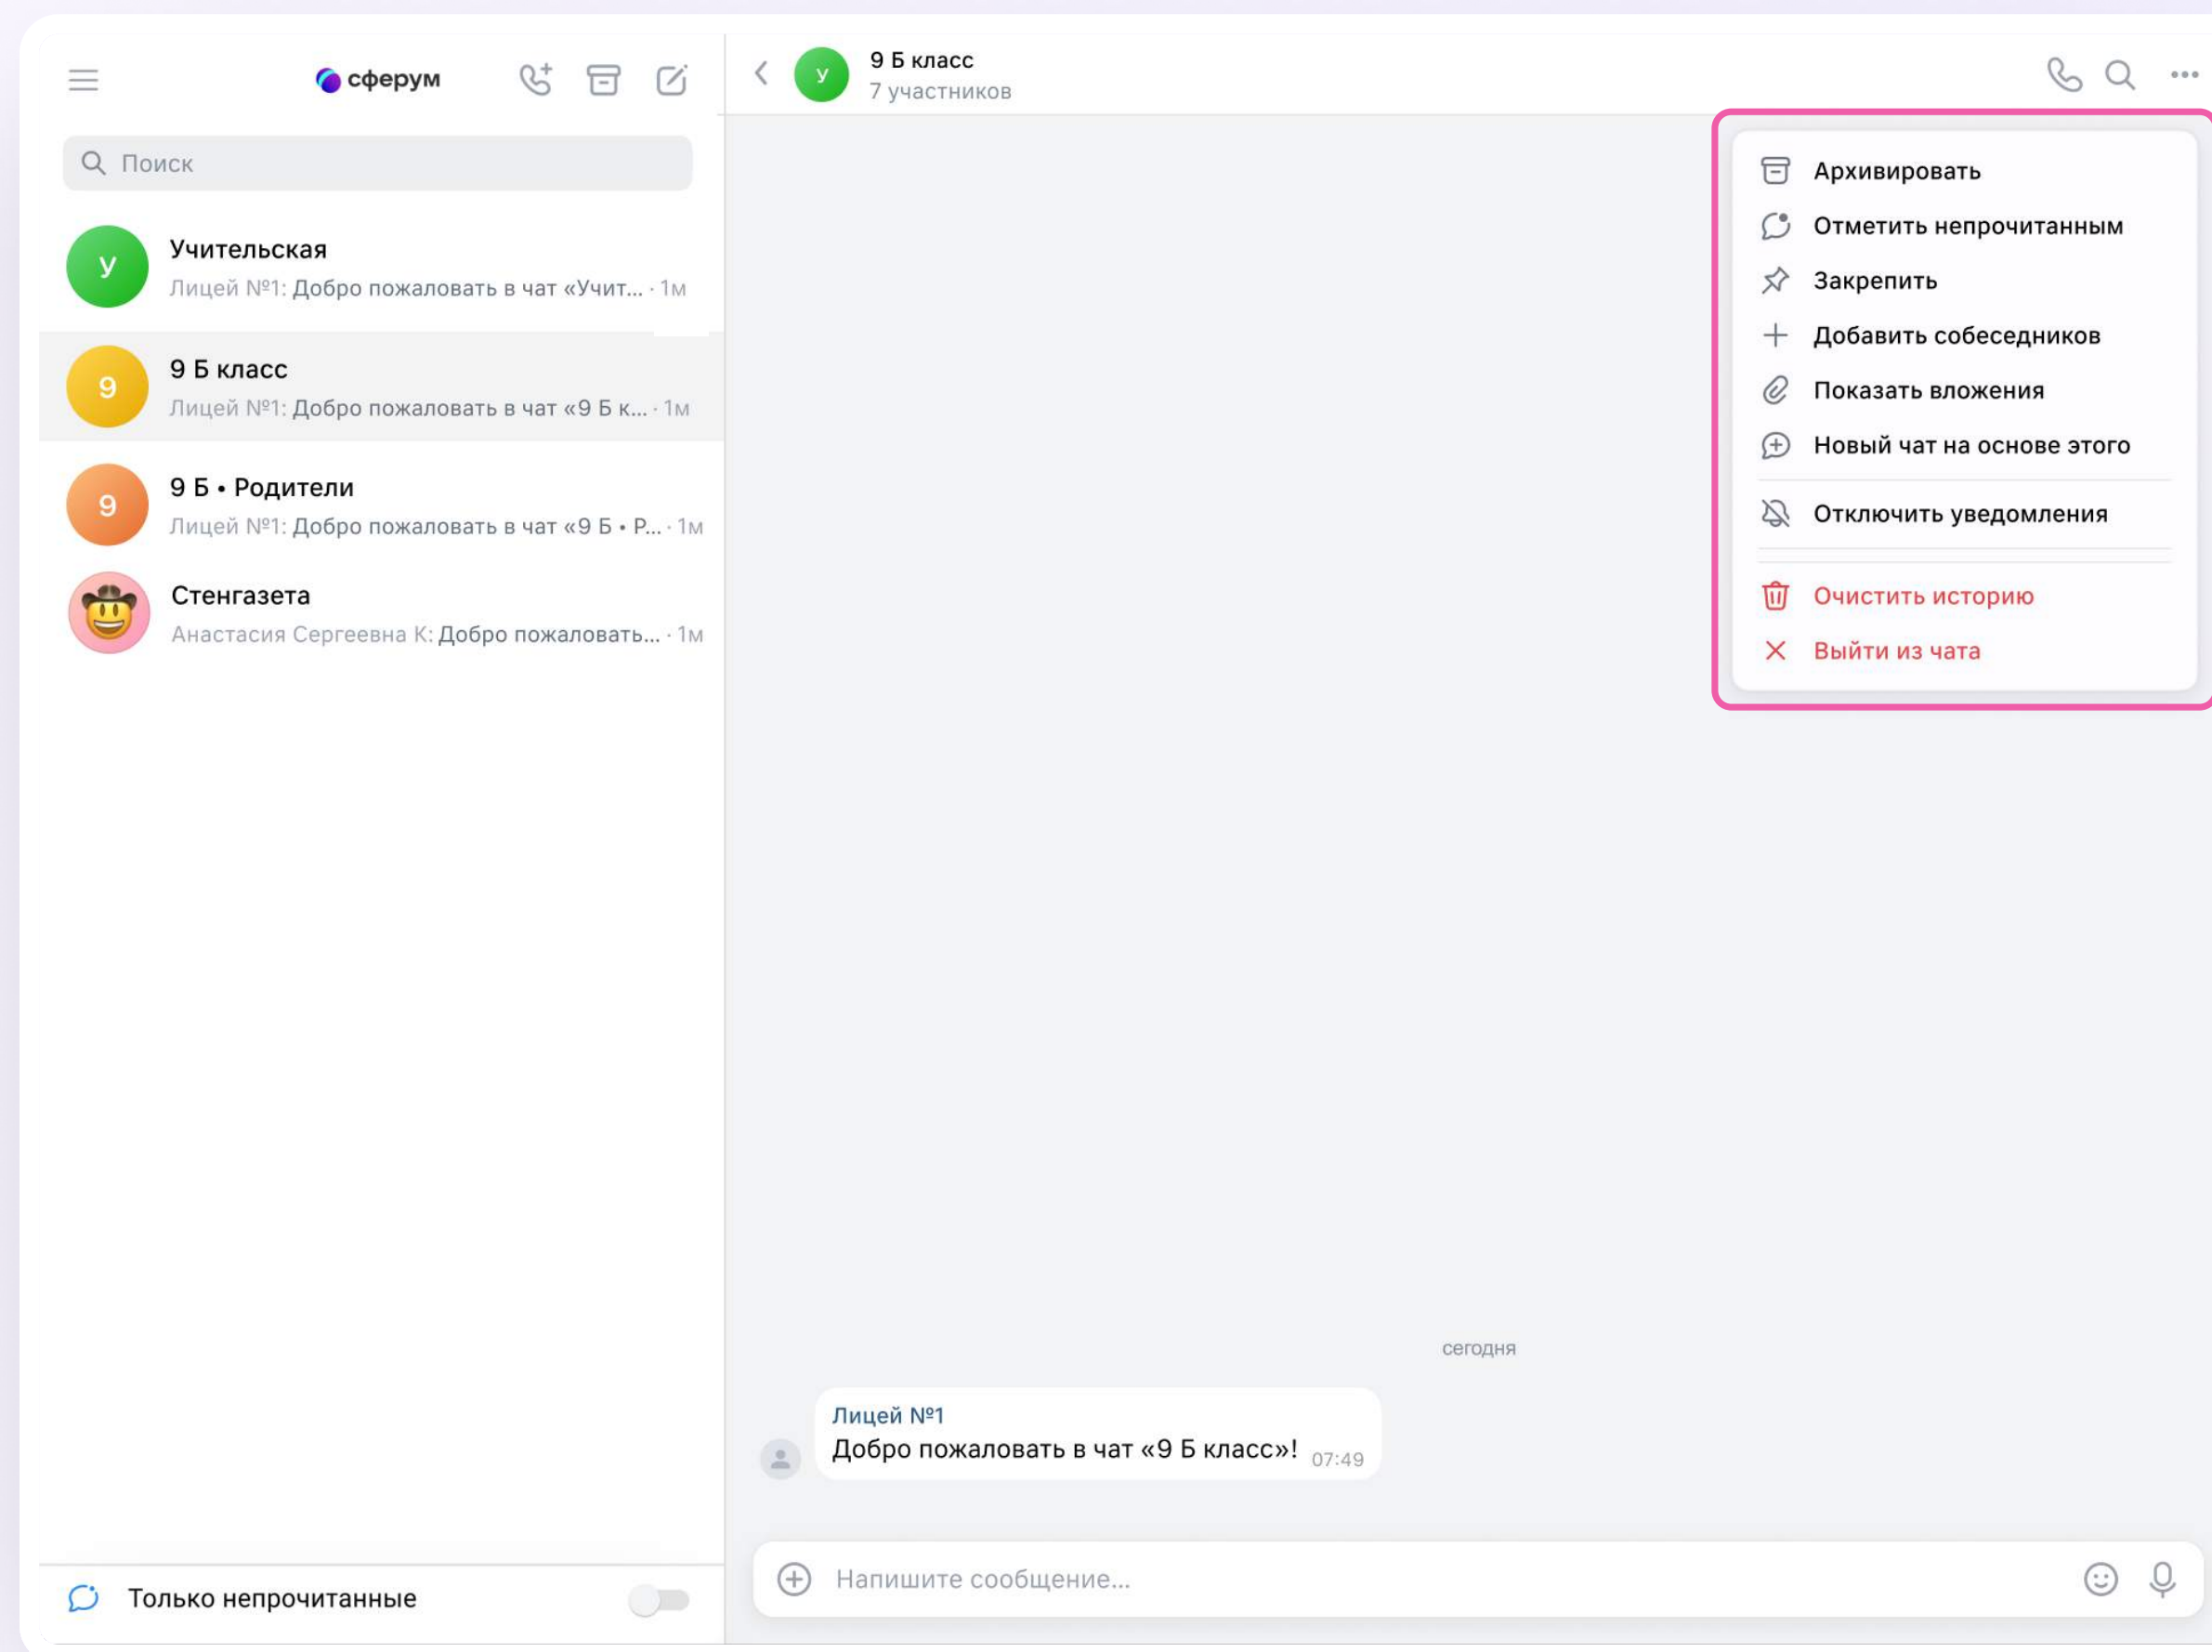 сферум
Поиск
У
Учительская
Лицей №1: Добро пожаловать в чат «Учит... · 1м
9
9 Б класс
Лицей №1: Добро пожаловать в чат «9 Б к... · 1м
9
9 Б • Родители
Лицей №1: Добро пожаловать в чат «9 Б • Р... · 1м
Стенгазета
Анастасия Сергеевна К: Добро пожаловать... · 1м
Только непрочитанные
У
9 Б класс
7 участников
Архивировать
Отметить непрочитанным
Закрепить
Добавить собеседников
Показать вложения
Новый чат на основе этого
Отключить уведомления
Очистить историю
Выйти из чата
сегодня
Лицей №1
Добро пожаловать в чат «9 Б класс»! 07:49
Напишите сообщение...